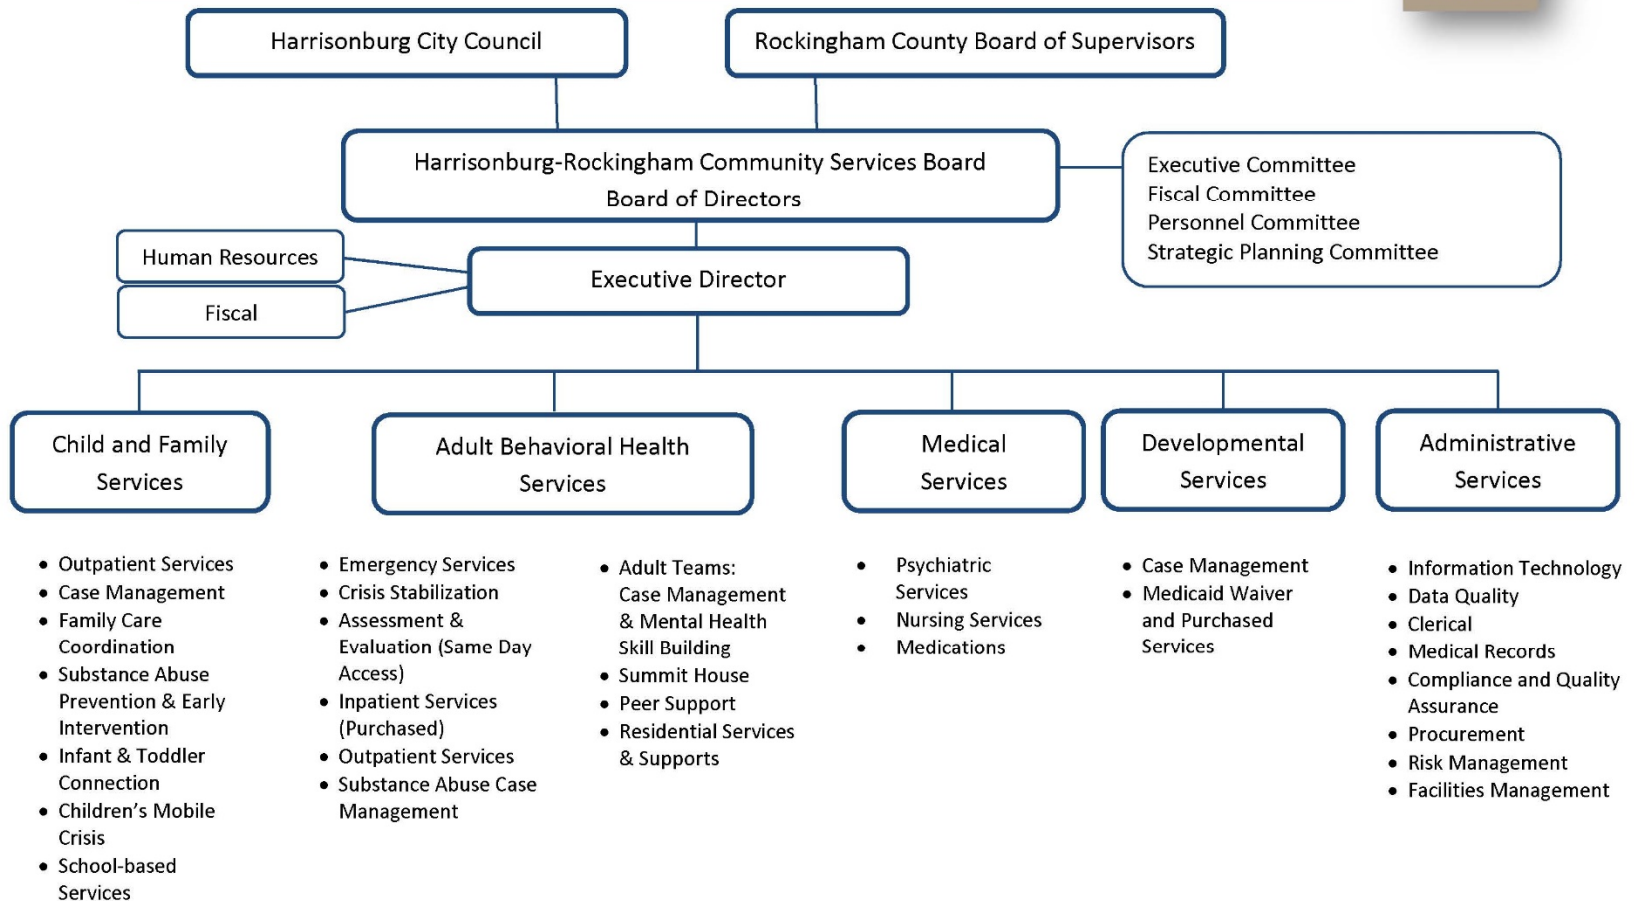 Harrisonburg City Council
Rockingham County Board of Supervisors
Harrisonburg-Rockingham Community Services Board
Board of Directors
Executive Committee
Fiscal Committee
Personnel Committee
Strategic Planning Committee
Human Resources
Fiscal
Executive Director
Child and Family
Services
Adult Behavioral Health
Services
Medical
Services
Developmental
Services
Administrative
Services
• Outpatient Services
• Case Management
• Family Care
Coordination
• Substance Abuse
Prevention & Early
Intervention
• Infant & Toddler
Connection
• Children’s Mobile
Crisis
• School-based
Services
• Emergency Services
• Crisis Stabilization
• Assessment &
Evaluation (Same Day
Access)
• Inpatient Services
(Purchased)
• Outpatient Services
• Substance Abuse Case
Management
• Adult Teams:
Case Management
& Mental Health
Skill Building
• Summit House
• Peer Support
• Residential Services
& Supports
• Psychiatric
Services
• Nursing Services
• Medications
• Case Management
• Medicaid Waiver
and Purchased
Services
• Information Technology
• Data Quality
• Clerical
• Medical Records
• Compliance and Quality
Assurance
• Procurement
• Risk Management
• Facilities Management